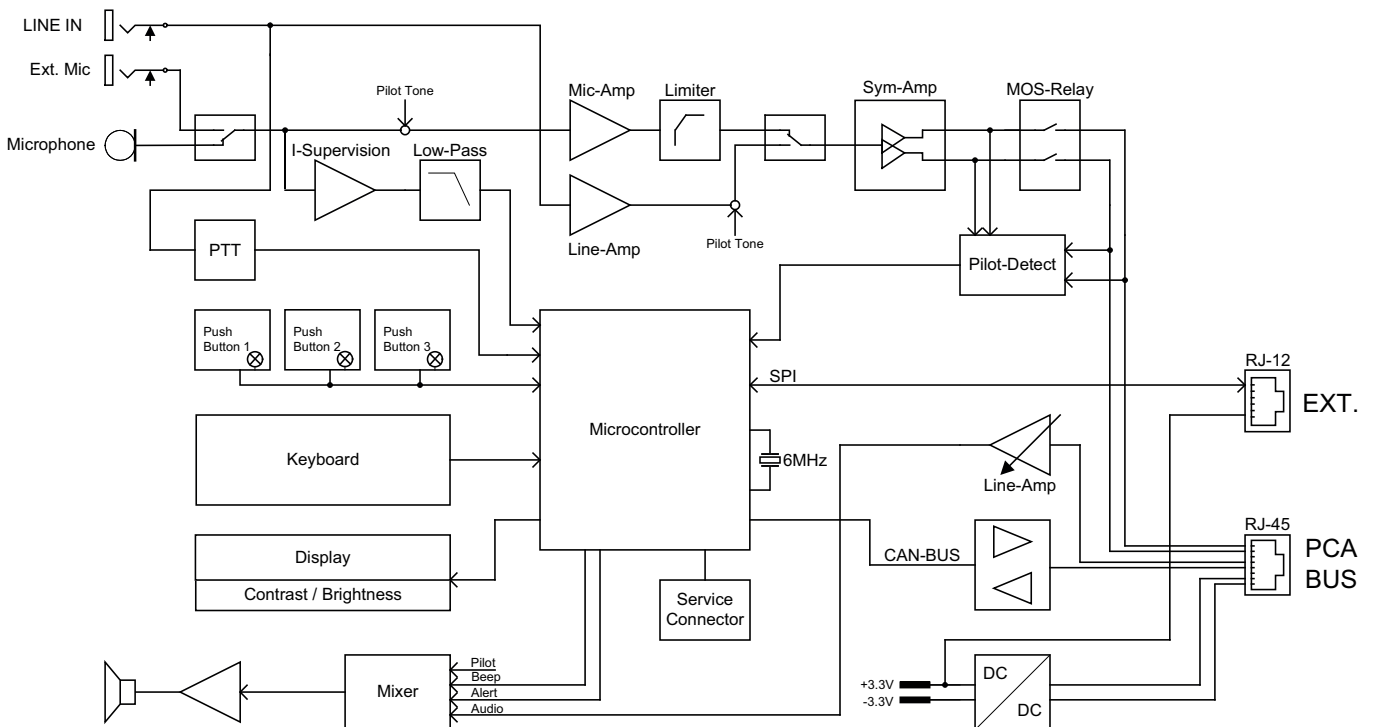 LINE IN
Ext. Mic
Microphone
Pilot Tone
Mic-Amp
Limiter
Sym-Amp
MOS-Relay
I-Supervision
Low-Pass
Line-Amp
Pilot Tone
PTT
Pilot-Detect
Push
Button 1
Push
Button 2
Push
Button 3
Microcontroller
SPI
RJ-12
EXT.
Keyboard
6MHz
Line-Amp
Display
Contrast / Brightness
CAN-BUS
RJ-45
PCA
BUS
Service
Connector
Mixer
Pilot
Beep
Alert
Audio
+3.3V
-3.3V
DC
DC